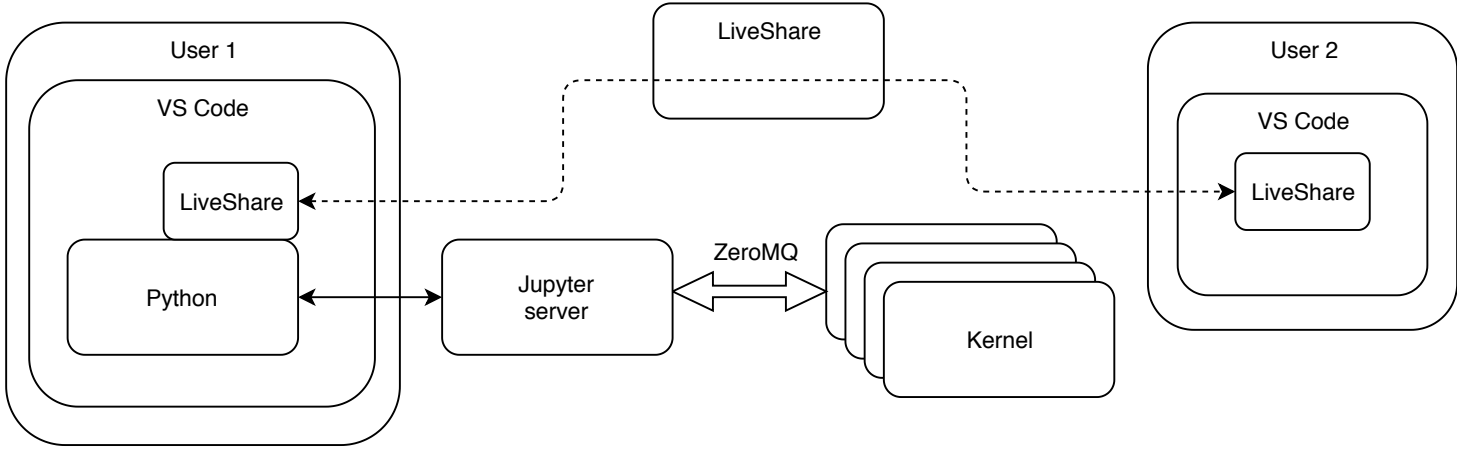 LiveShare
User 1
User 2
VS Code
VS Code
LiveShare
LiveShare
ZeroMQ
Python
Jupyter
server
Kernel